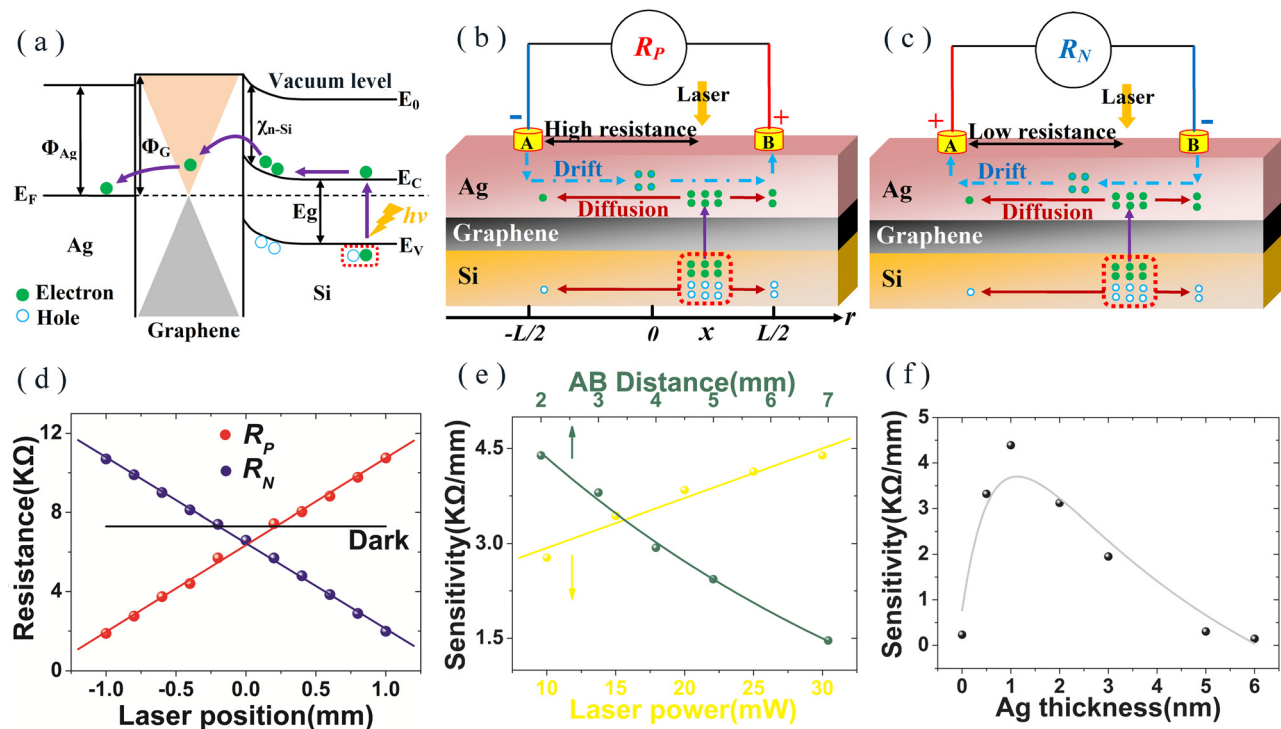 ( a )
Vacuum level
E0
χn-Si
ΦAg
ΦG
EF
EC
Eg
hν
EV
Ag
Si
Electron
Hole
Graphene
( b )
RP
Laser
-
+
A
High resistance
B
Drift
Ag
Diffusion
Graphene
Si
-L/2
0
x
L/2
r
( c )
RN
Laser
+
-
A
Low resistance
B
Drift
Ag
Diffusion
Graphene
Si
( d )
Resistance(KΩ)
12
8
4
0
RP
RN
Dark
-1.0
-0.5
0.0
0.5
1.0
Laser position(mm)
( e )
AB Distance(mm)
2
3
4
5
6
7
Sensitivity(KΩ/mm)
4.5
3.0
1.5
10
15
20
25
30
Laser power(mW)
( f )
Sensitivity(KΩ/mm)
5
4
3
2
1
0
0
1
2
3
4
5
6
Ag thickness(nm)